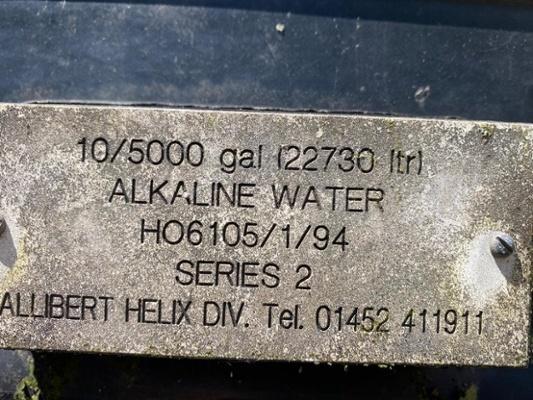 10/5000 gal (22730 ltr)
ALKALINE WATER
HO6105/1/94
SERIES 2
ALLIBERT HELIX DIV. Tel. 01452 411911